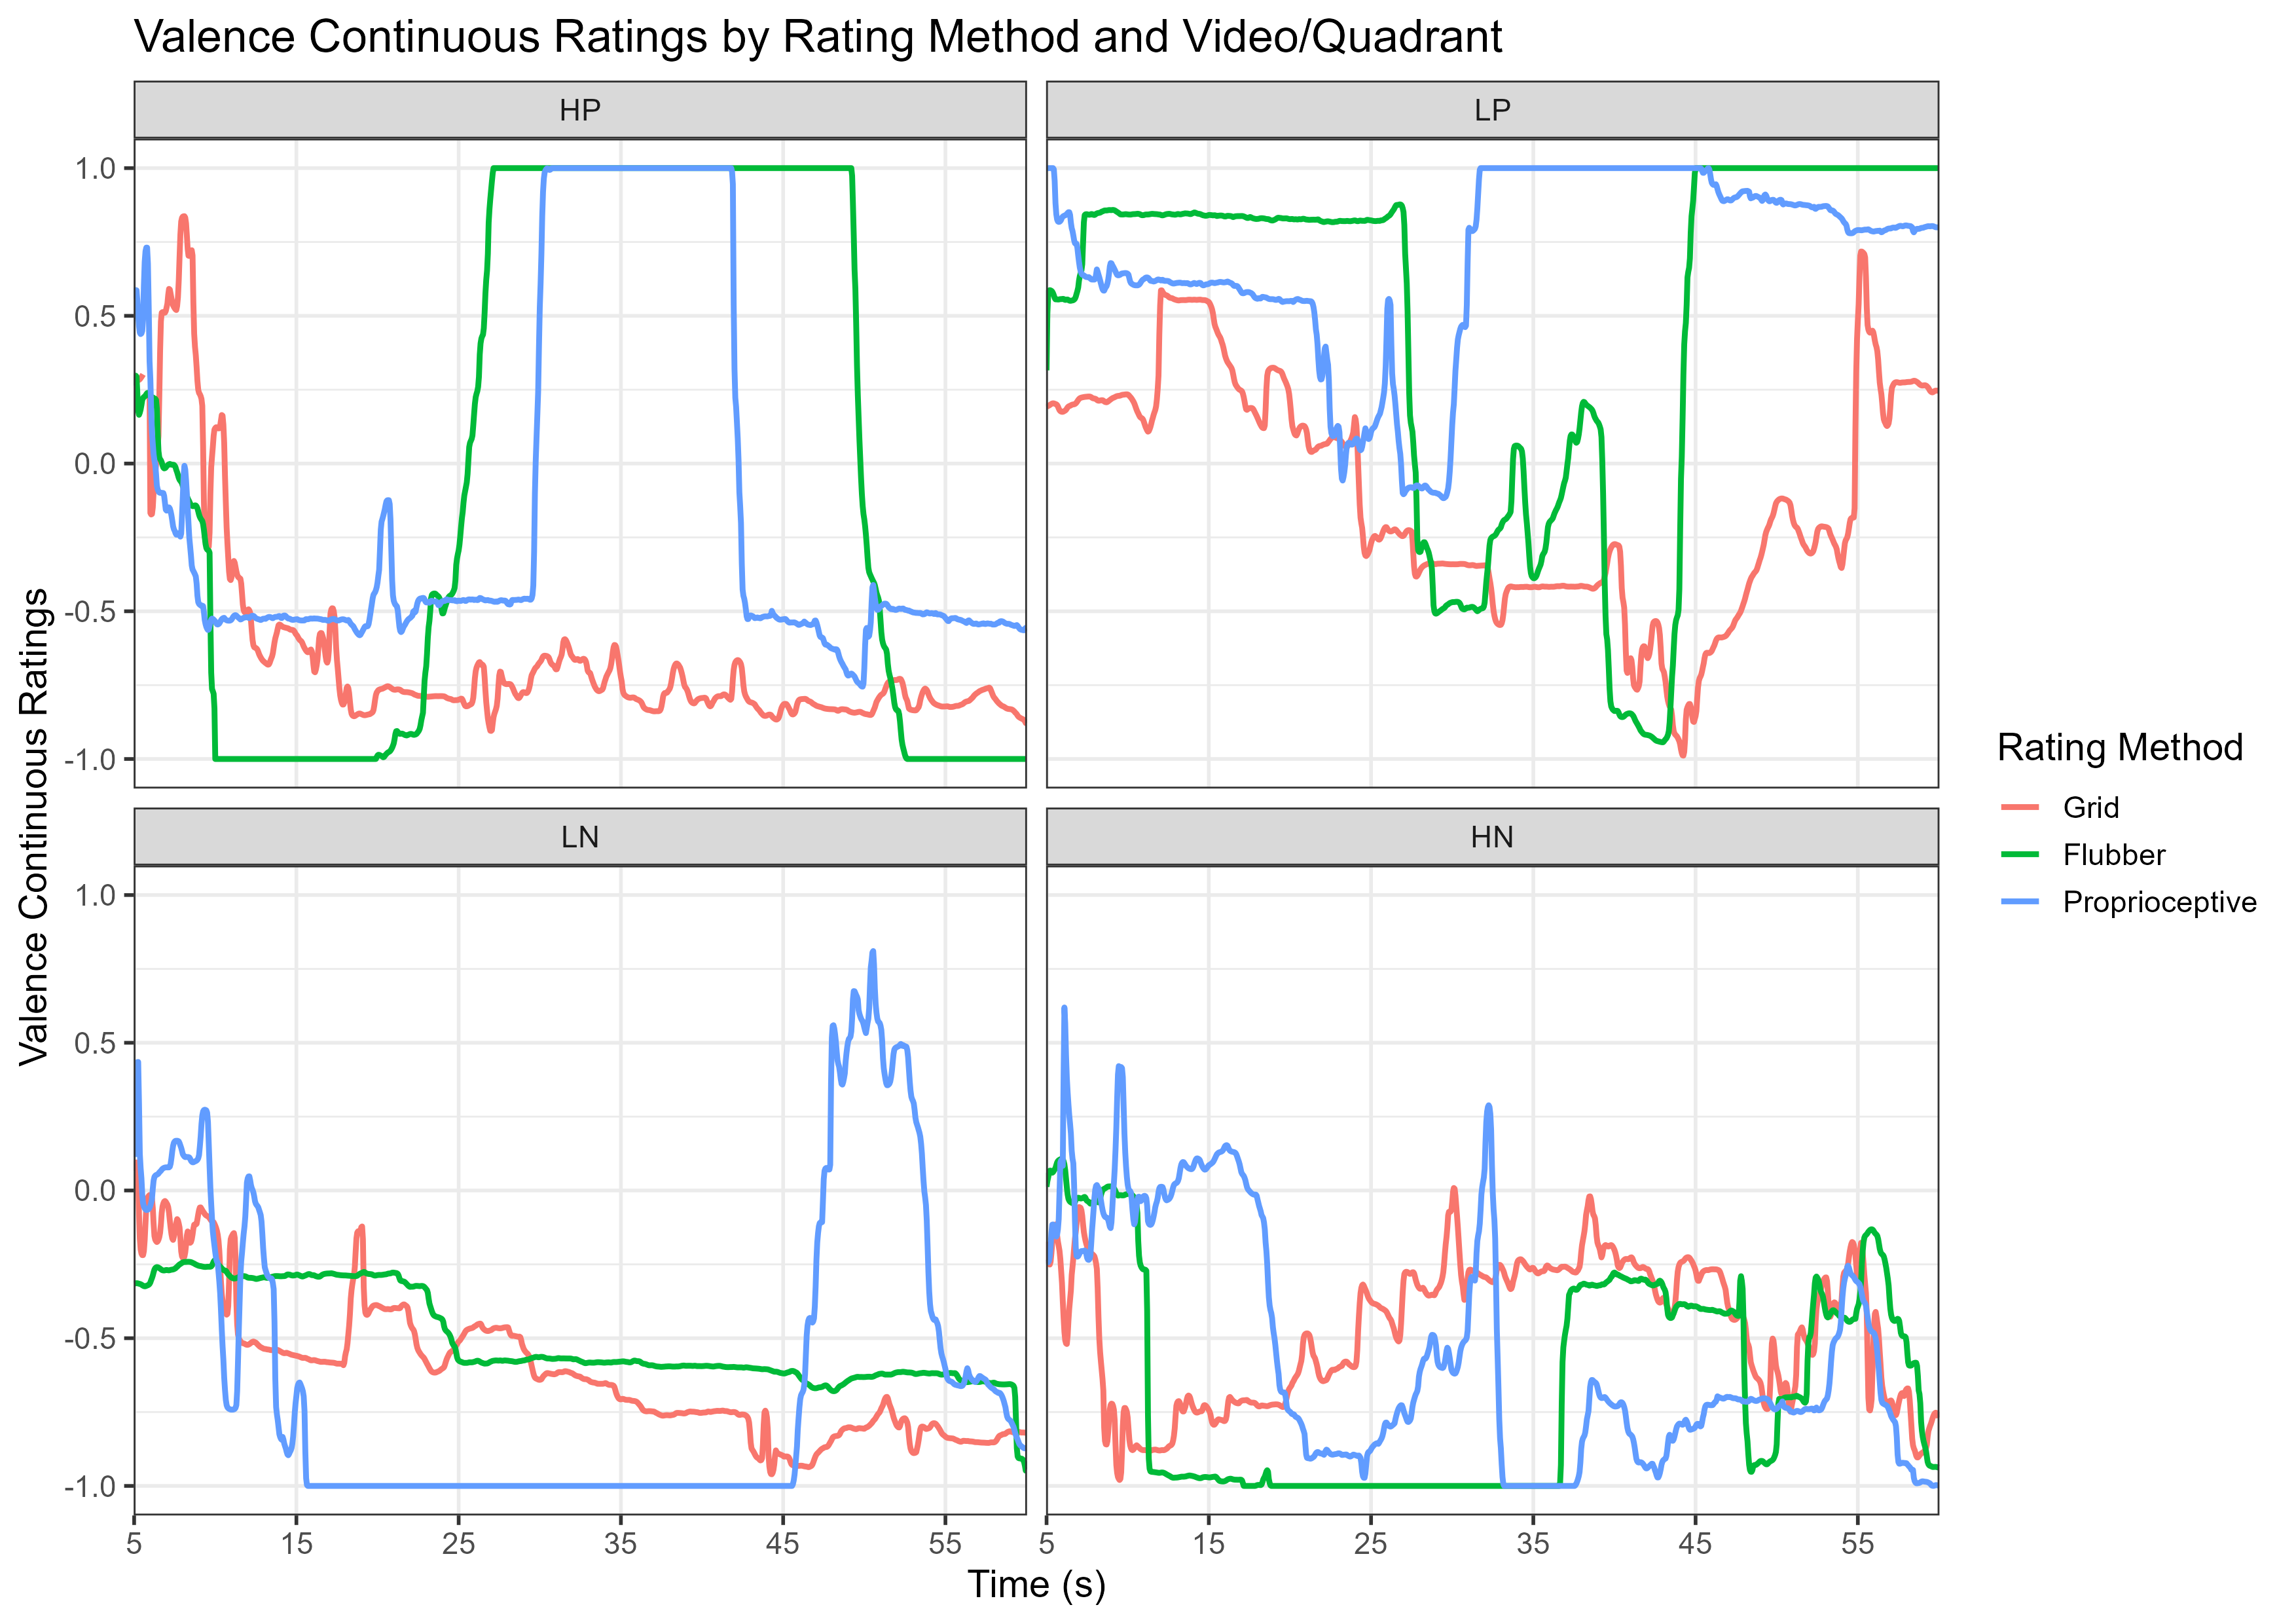 Valence Continuous Ratings by Rating Method and Video/Quadrant
HP
LP
1.0
0.5
0.0
-0.5
-1.0
LN
HN
1.0
0.5
0.0
-0.5
-1.0
5 15 25 35 45 55
5 15 25 35 45 55
Time (s)
Valence Continuous Ratings
Rating Method
Grid
Flubber
Proprioceptive